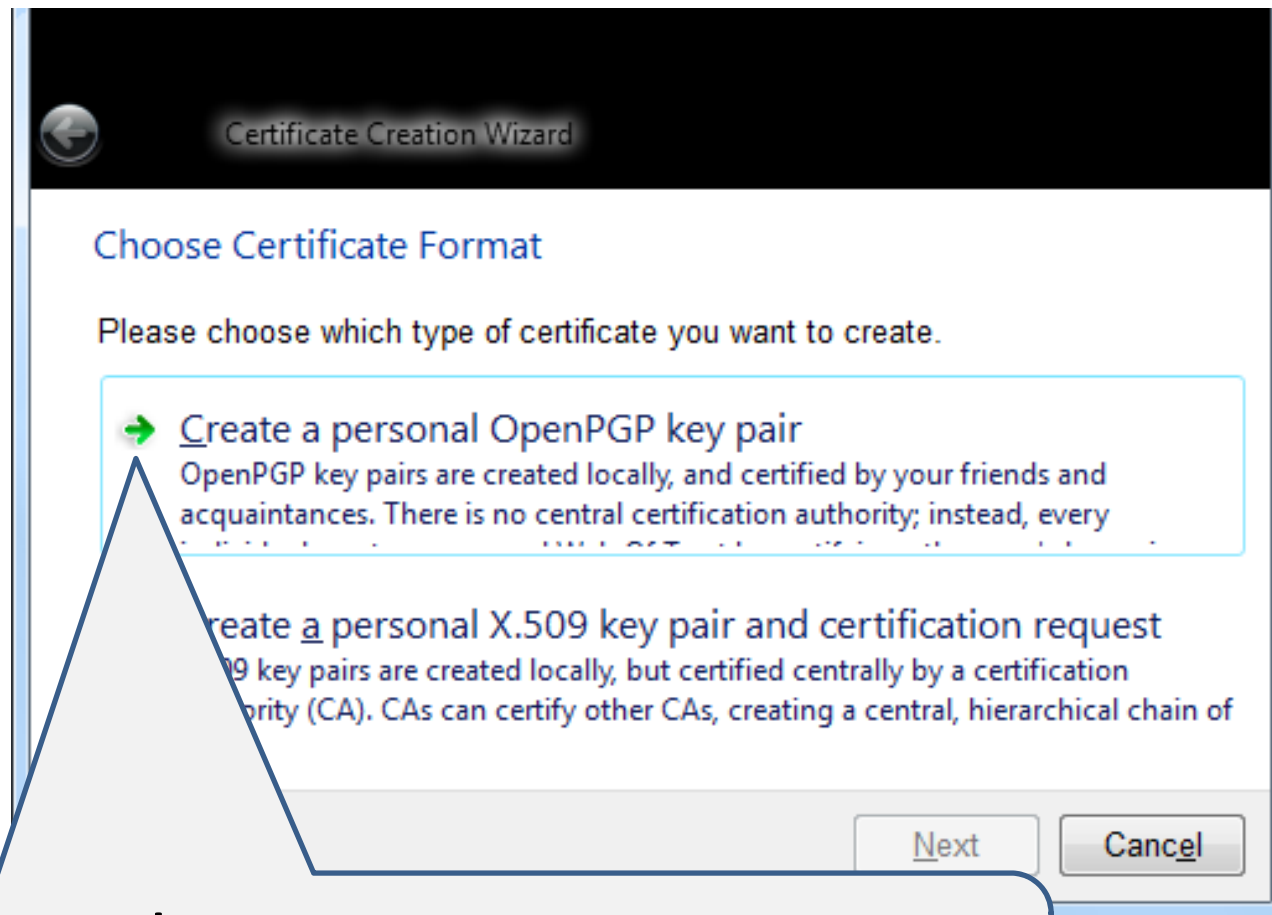 Certificate Creation Wizard
Choose Certificate Format
Please choose which type of certificate you want to create.
Create a personal OpenPGP key pair
OpenPGP key pairs are created locally, and certified by your friends and
acquaintances. There is no central certification authority; instead, every
reate a personal X.509 key pair and certification request
09 key pairs are created locally, but certified centrally by a certification
ority (CA). CAs can certify other CAs, creating a central, hierarchical chain of
Next
Cancel